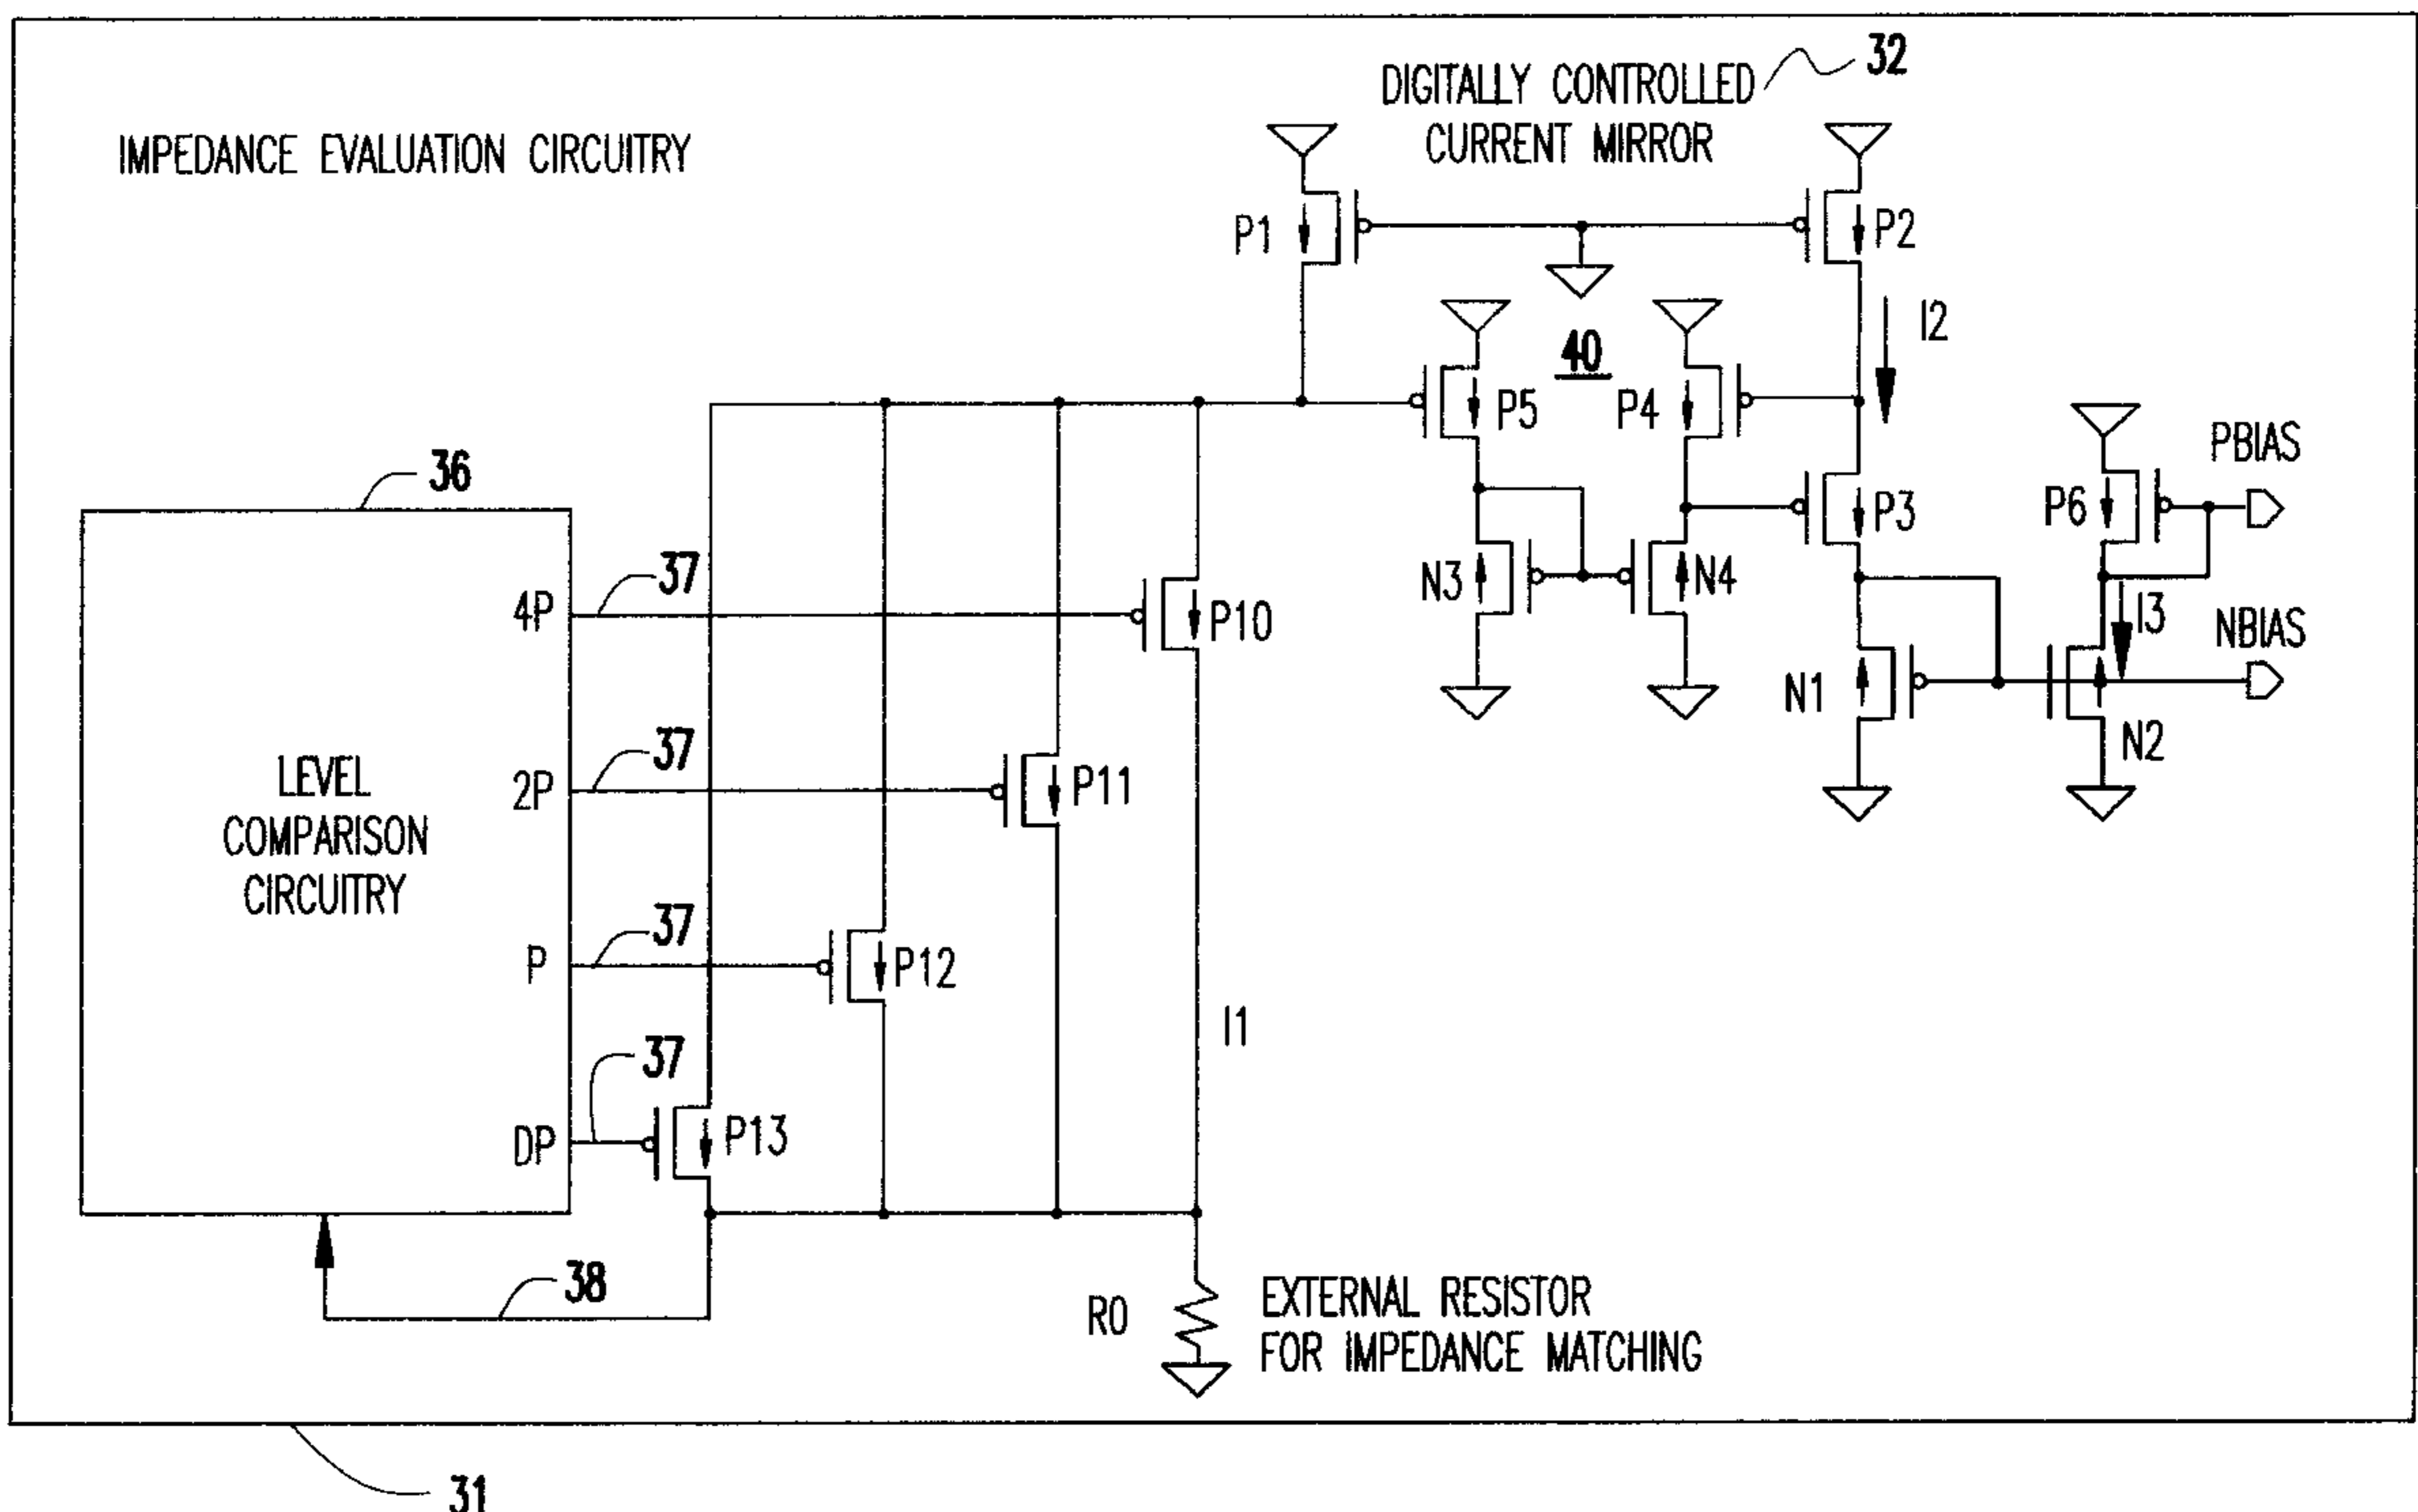 32
DIGITALLY CONTROLLED
CURRENT MIRROR
IMPEDANCE EVALUATION CIRCUITRY
P1
P2
I2
40
P5
P4
PBIAS
36
P3
P6
37
4P
P10
N3
N4
I3
NBIAS
N1
N2
37
2P
P11
LEVEL
COMPARISON
CIRCUITRY
37
P
P12
I1
37
DP
P13
38
R0
EXTERNAL RESISTOR
FOR IMPEDANCE MATCHING
31